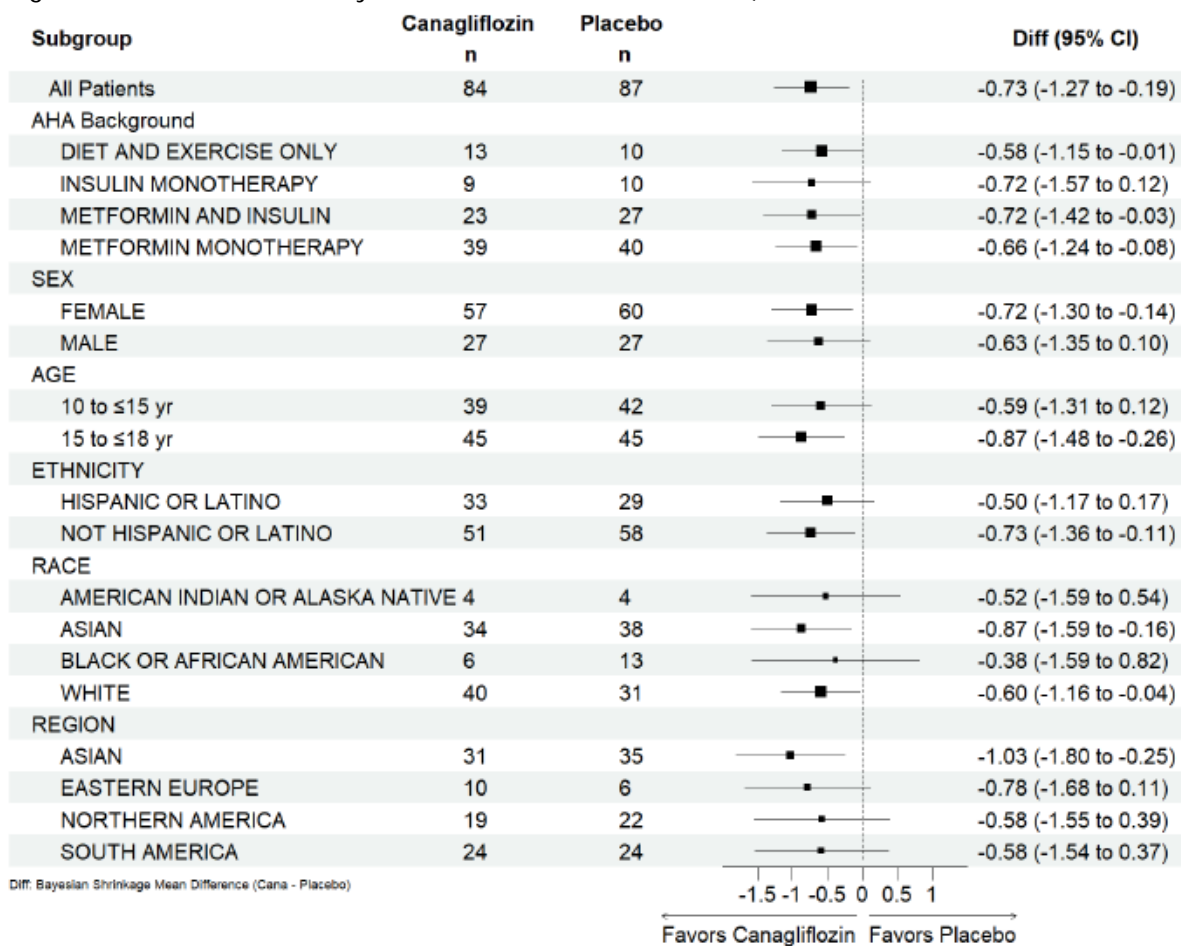 Subgroup Canagliflozin n Placebo n Diff (95% CI)
All Patients 84 87 -0.73 (-1.27 to -0.19)
AHA Background
DIET AND EXERCISE ONLY 13 10 -0.58 (-1.15 to -0.01)
INSULIN MONOTHERAPY 9 10 -0.72 (-1.57 to 0.12)
METFORMIN AND INSULIN 23 27 -0.72 (-1.42 to -0.03)
METFORMIN MONOTHERAPY 39 40 -0.66 (-1.24 to -0.08)
SEX
FEMALE 57 60 -0.72 (-1.30 to -0.14)
MALE 27 27 -0.63 (-1.35 to 0.10)
AGE
10 to ≤15 yr 39 42 -0.59 (-1.31 to 0.12)
15 to ≤18 yr 45 45 -0.87 (-1.48 to -0.26)
ETHNICITY
HISPANIC OR LATINO 33 29 -0.50 (-1.17 to 0.17)
NOT HISPANIC OR LATINO 51 58 -0.73 (-1.36 to -0.11)
RACE
AMERICAN INDIAN OR ALASKA NATIVE 4 4 -0.52 (-1.59 to 0.54)
ASIAN 34 38 -0.87 (-1.59 to -0.16)
BLACK OR AFRICAN AMERICAN 6 13 -0.38 (-1.59 to 0.82)
WHITE 40 31 -0.60 (-1.16 to -0.04)
REGION
ASIAN 31 35 -1.03 (-1.80 to -0.25)
EASTERN EUROPE 10 6 -0.78 (-1.68 to 0.11)
NORTHERN AMERICA 19 22 -0.58 (-1.55 to 0.39)
SOUTH AMERICA 24 24 -0.58 (-1.54 to 0.37)
Diff: Bayesian Shrinkage Mean Difference (Cana - Placebo)
-1.5 -1 -0.5 0 0.5 1
Favors Canagliflozin Favors Placebo